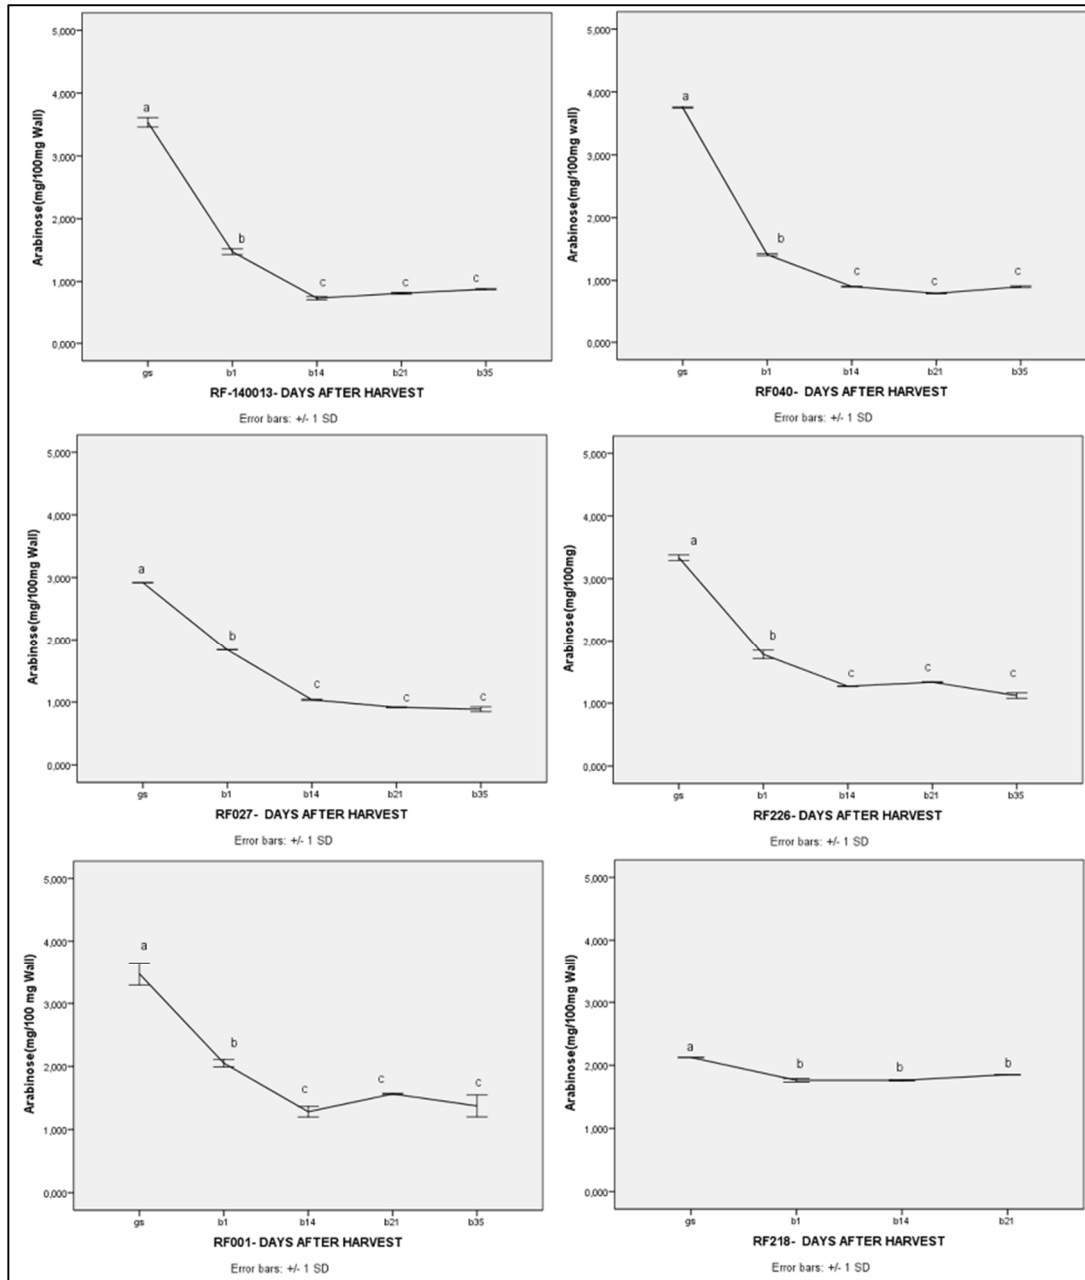 5,000
4,000
3,000
2,000
1,000
0,000
Arabinose(mg/100mg Wall)
a
b
c
c
c
gs b1 b14 b21 b35
RF-140013- DAYS AFTER HARVEST
Error bars: +/- 1 SD
5,000
4,000
3,000
2,000
1,000
0,000
Arabinose(mg/100mg wall)
a
b
c
c
c
gs b1 b14 b21 b35
RF040- DAYS AFTER HARVEST
Error bars: +/- 1 SD
5,000
4,000
3,000
2,000
1,000
0,000
Arabinose(mg/100mg Wall)
a
b
c
c
c
gs b1 b14 b21 b35
RF027- DAYS AFTER HARVEST
Error bars: +/- 1 SD
5,000
4,000
3,000
2,000
1,000
0,000
Arabinose(mg/100mg)
a
b
c
c
c
gs b1 b14 b21 b35
RF226- DAYS AFTER HARVEST
Error bars: +/- 1 SD
5,000
4,000
3,000
2,000
1,000
0,000
Arabinose(mg/100 mg Wall)
a
b
c
c
c
gs b1 b14 b21 b35
RF001- DAYS AFTER HARVEST
Error bars: +/- 1 SD
5,000
4,000
3,000
2,000
1,000
0,000
Arabinose(mg/100mg Wall)
a
b
b
b
gs b1 b14 b21
RF218- DAYS AFTER HARVEST
Error bars: +/- 1 SD